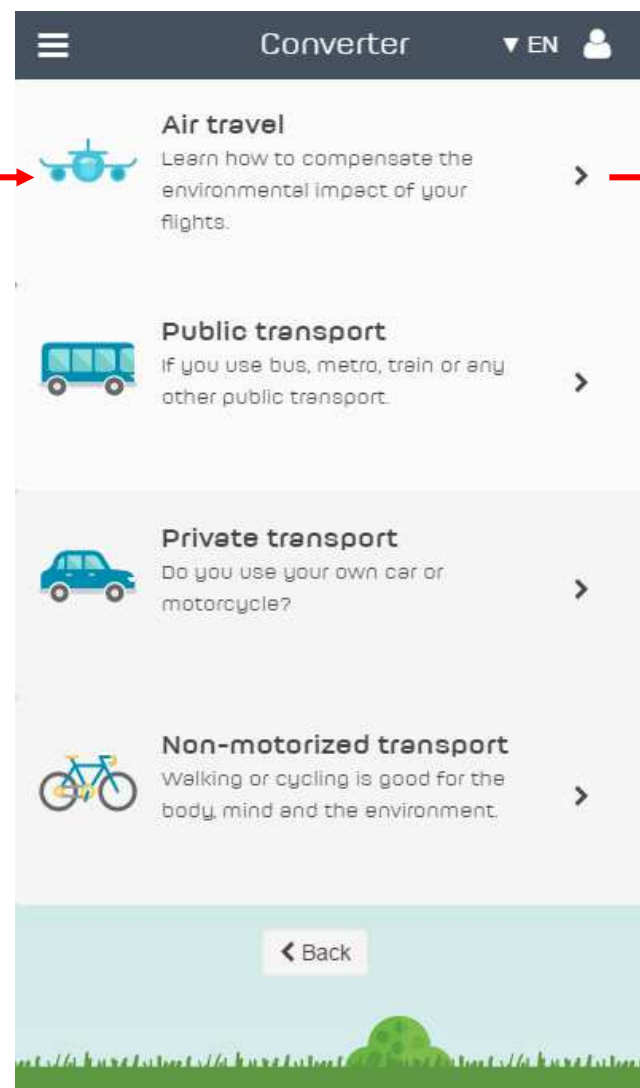 Converter ▼ EN
Air travel
Learn how to compensate the
environmental impact of your
flights.
Public transport
If you use bus, metro, train or any
other public transport.
Private transport
Do you use your own car or
motorcycle?
Non-motorized transport
Walking or cycling is good for the
body, mind and the environment.
Back